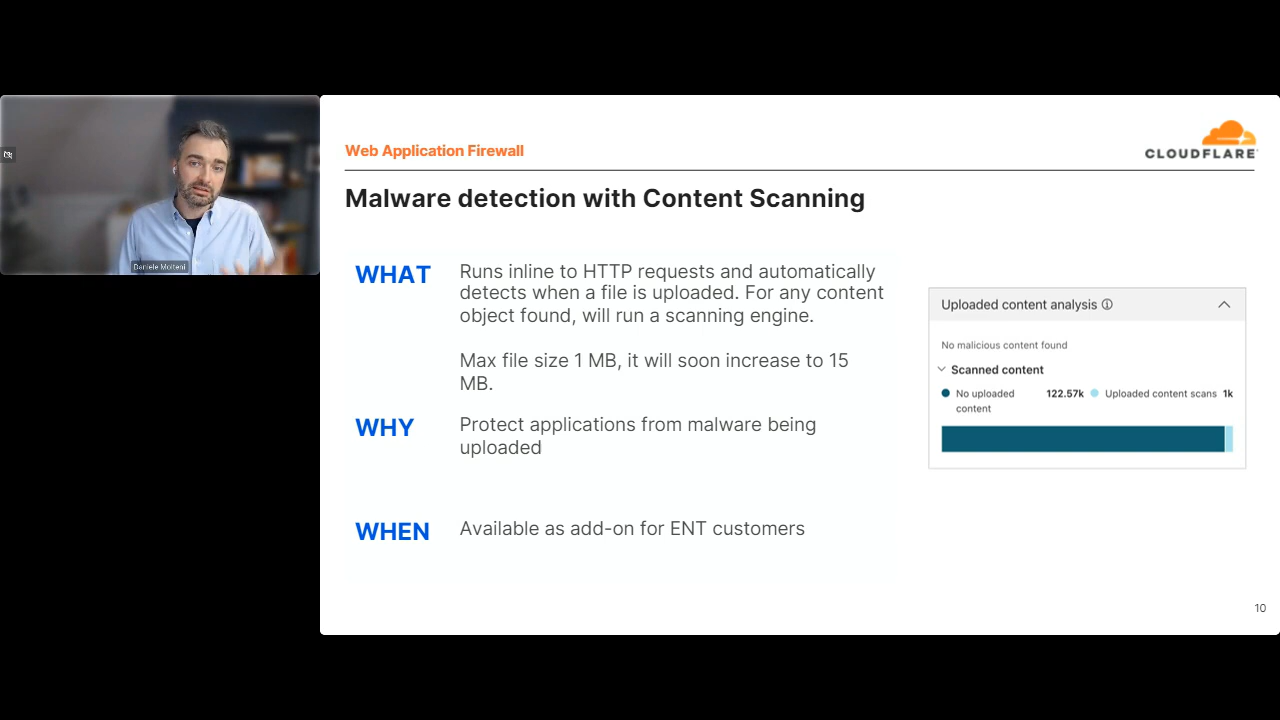 Daniele Molteni
Web Application Firewall
CLOUDFLARE
Malware detection with Content Scanning
WHAT
Runs inline to HTTP requests and automatically
detects when a file is uploaded. For any content
object found, will run a scanning engine.
Max file size 1 MB, it will soon increase to 15
MB.
WHY
Protect applications from malware being
uploaded
WHEN
Available as add-on for ENT customers
Uploaded content analysis
No malicious content found
Scanned content
No uploaded content 122.57k
Uploaded content scans 1k
10